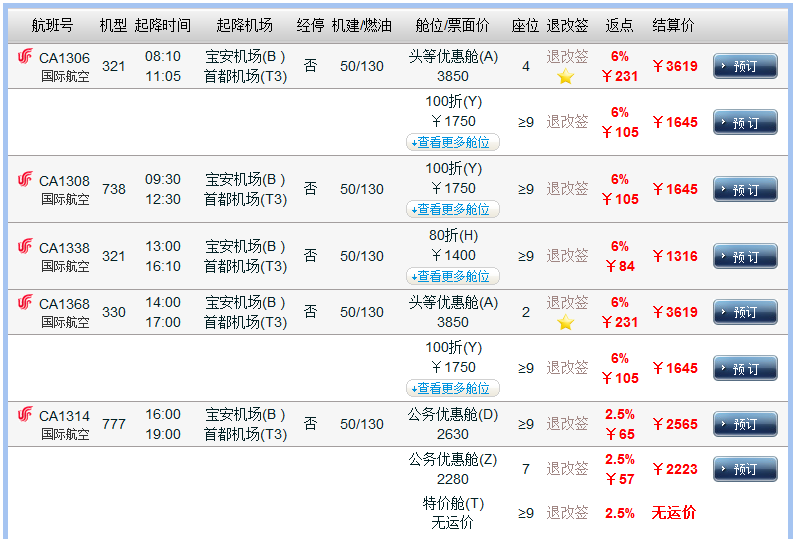 航班号 机型 起降时间 起降机场 经停 机建/燃油 舱位/票面价 座位 退改签 返点 结算价
CA1306 国际航空 321 08:10 11:05 宝安机场(B ) 首都机场(T3) 否 50/130 头等优惠舱(A) 3850 4 退改签 6% ￥231 ￥3619 预订
100折(Y) ￥1750 查看更多舱位 ≥9 退改签 6% ￥105 ￥1645 预订
CA1308 国际航空 738 09:30 12:30 宝安机场(B ) 首都机场(T3) 否 50/130 100折(Y) ￥1750 查看更多舱位 ≥9 退改签 6% ￥105 ￥1645 预订
CA1338 国际航空 321 13:00 16:10 宝安机场(B ) 首都机场(T3) 否 50/130 80折(H) ￥1400 查看更多舱位 ≥9 退改签 6% ￥84 ￥1316 预订
CA1368 国际航空 330 14:00 17:00 宝安机场(B ) 首都机场(T3) 否 50/130 头等优惠舱(A) 3850 2 退改签 6% ￥231 ￥3619 预订
100折(Y) ￥1750 查看更多舱位 ≥9 退改签 6% ￥105 ￥1645 预订
CA1314 国际航空 777 16:00 19:00 宝安机场(B ) 首都机场(T3) 否 50/130 公务优惠舱(D) 2630 ≥9 退改签 2.5% ￥65 ￥2565 预订
公务优惠舱(Z) 2280 7 退改签 2.5% ￥57 ￥2223 预订
特价舱(T) 无运价 ≥9 退改签 2.5% 无运价